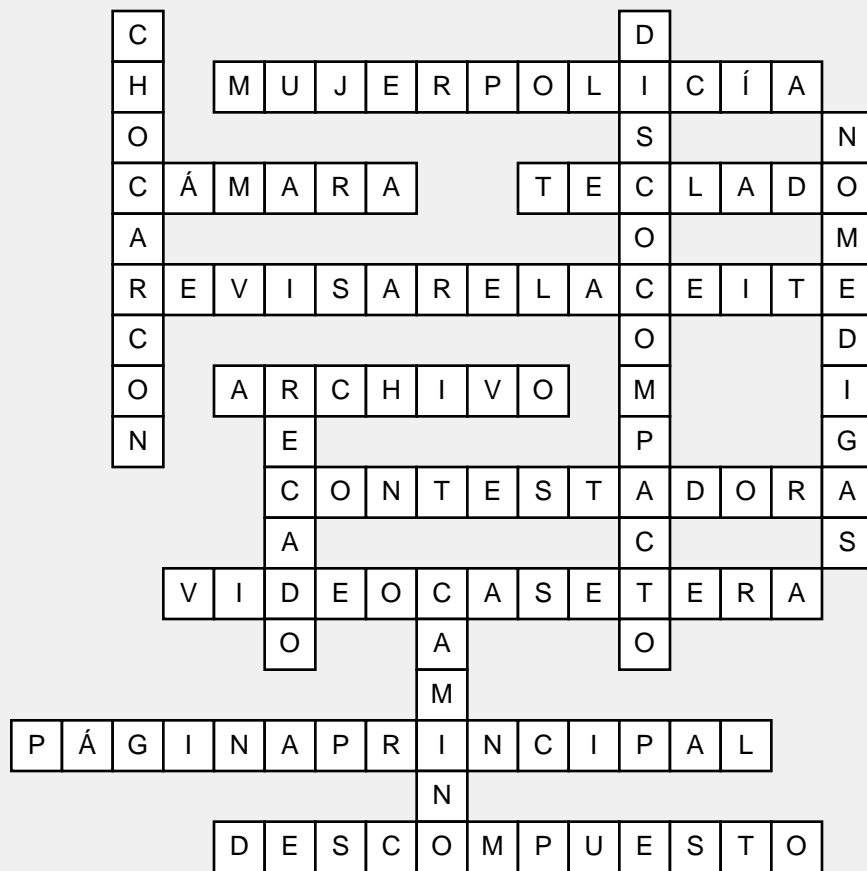 CHOCARCON
DISCOCOMPACTO
MUJERPOLICÍA
NOMEDIGAS
CÁMARA
TECLADO
REVISARELACEITE
ARCHIVO
RECADO
CONTESTADORA
VIDEOCASETERA
CAMINO
PÁGINAPRINCIPAL
DESCOMPUESTO